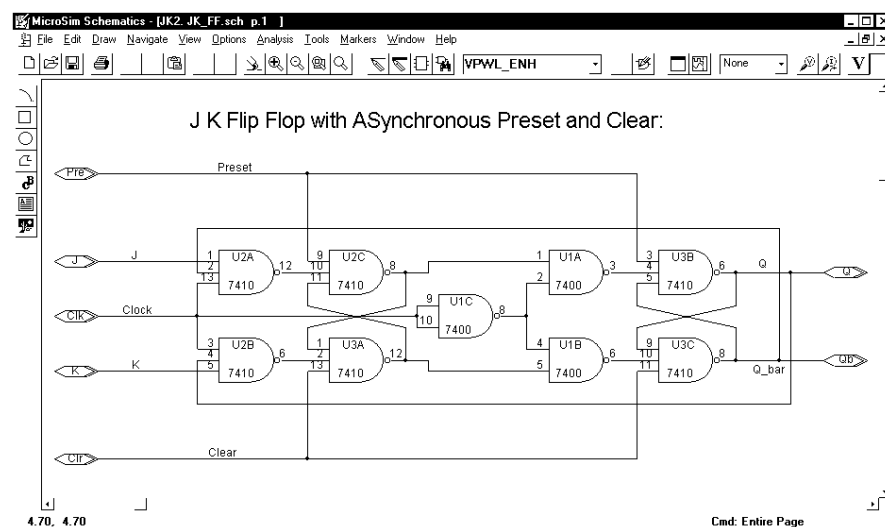 MicroSim Schematics - [JK2. JK_FF.sch p.1 ]
File Edit Draw Navigate View Options Analysis Tools Markers Window Help
VPWL_ENH
None
V
J K Flip Flop with ASynchronous Preset and Clear:
Pre
Preset
J
J
1
2
13
U2A
7410
12
9
10
11
U2C
7410
8
1
2
U1A
7400
3
3
4
5
U3B
7410
6
Q
Q
Clk
Clock
9
10
U1C
7400
8
3
4
5
U2B
7410
6
1
2
13
U3A
7410
12
4
5
U1B
7400
6
9
10
11
U3C
7410
8
Q_bar
Qb
K
K
Clr
Clear
4.70, 4.70
Cmd: Entire Page